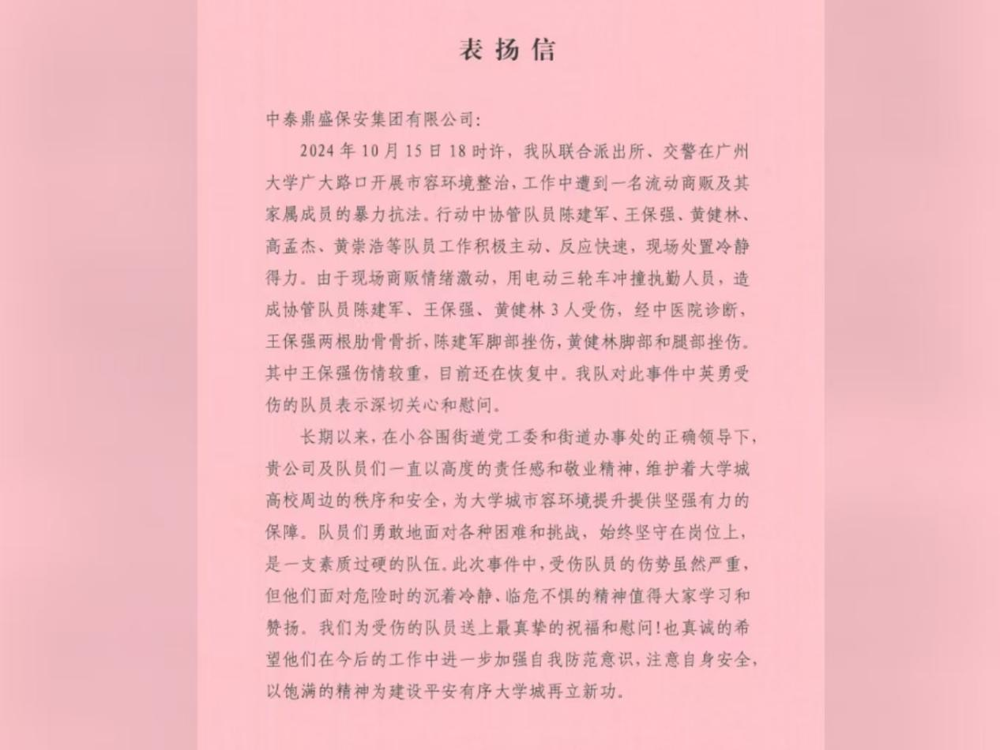 表扬信
中泰鼎盛保安集团有限公司:
2024年10月15日18时许，我队联合派出所、交警在广州
大学广大路口开展市容环境整治，工作中遭到一名流动商贩及其
家属成员的暴力抗法。行动中协管队员陈建军、王保强、黄健林、
高孟杰、黄崇浩等队员工作积极主动、反应快速，现场处置冷静
得力。由于现场商贩情绪激动，用电动三轮车冲撞执勤人员，造
成协管队员陈建军、王保强、黄健林3人受伤，经中医院诊断，
王保强两根肋骨骨折，陈建军脚部挫伤，黄健林脚部和腿部挫伤。
其中王保强伤情较重，目前还在恢复中。我队对此事件中英勇受
伤的队员表示深切关心和慰问。
长期以来，在小谷围街道党工委和街道办事处的正确领导下，
贵公司及队员们一直以高度的责任感和敬业精神，维护着大学城
高校周边的秩序和安全，为大学城市容环境提升提供坚强有力的
保障。队员们勇敢地面对各种困难和挑战，始终坚守在岗位上，
是一支素质过硬的队伍。此次事件中，受伤队员的伤势虽然严重，
但他们面对危险时的沉着冷静、临危不惧的精神值得大家学习和
赞扬。我们为受伤的队员送上最真挚的祝福和慰问！也真诚的希
望他们在今后的工作中进一步加强自我防范意识，注意自身安全，
以饱满的精神为建设平安有序大学城再立新功。